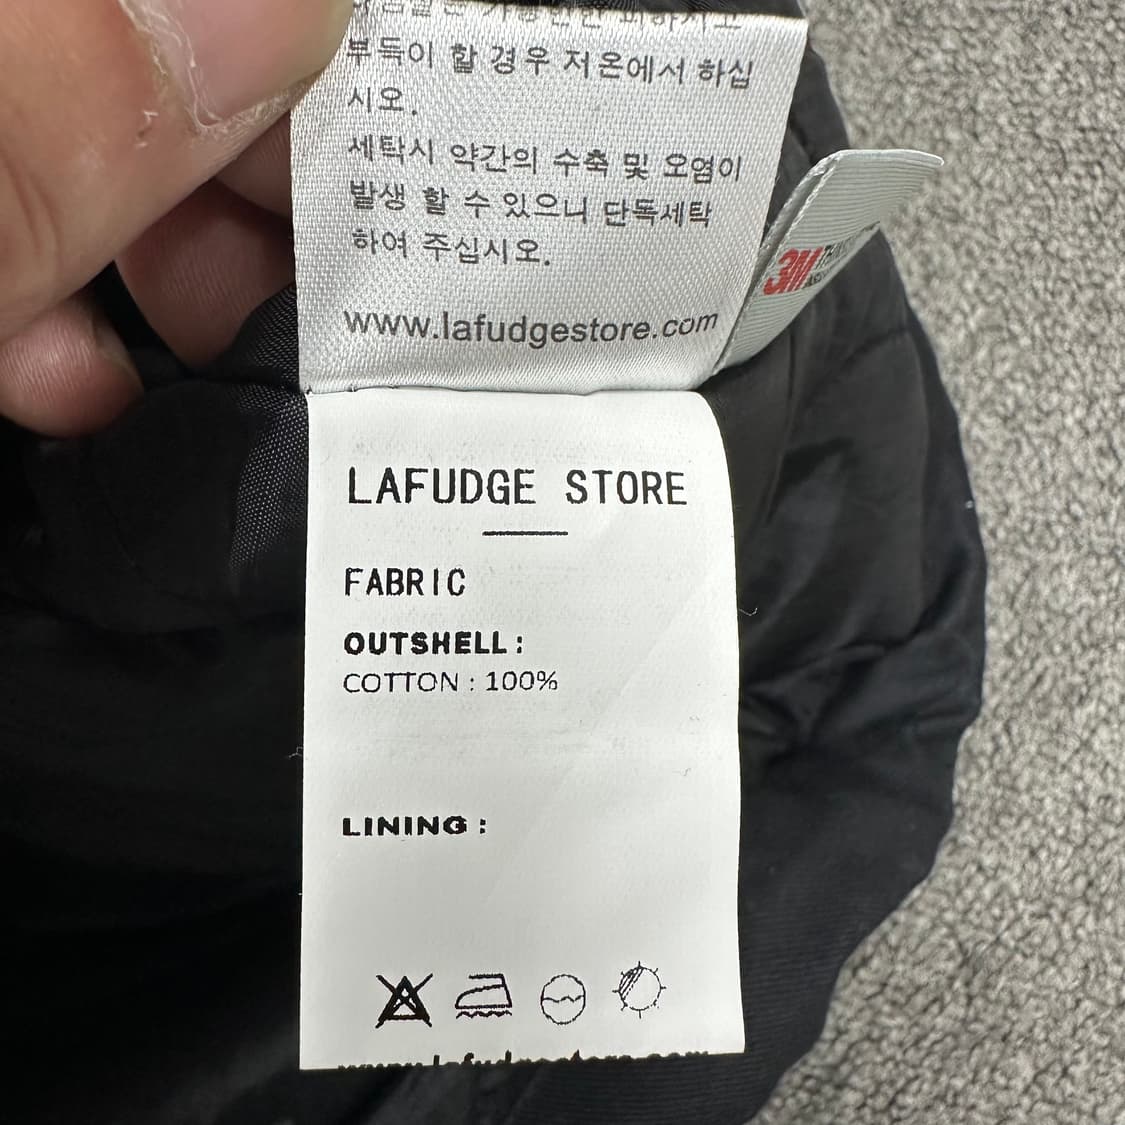 부득이 할 경우 저온에서 하십
시오.
세탁시 약간의 수축 및 오염이
발생 할 수 있으니 단독세탁
하여 주십시오.
www.lafudgestore.com
3M
LAFUDGE STORE
FABRIC
OUTSHELL :
COTTON : 100%
LINING :